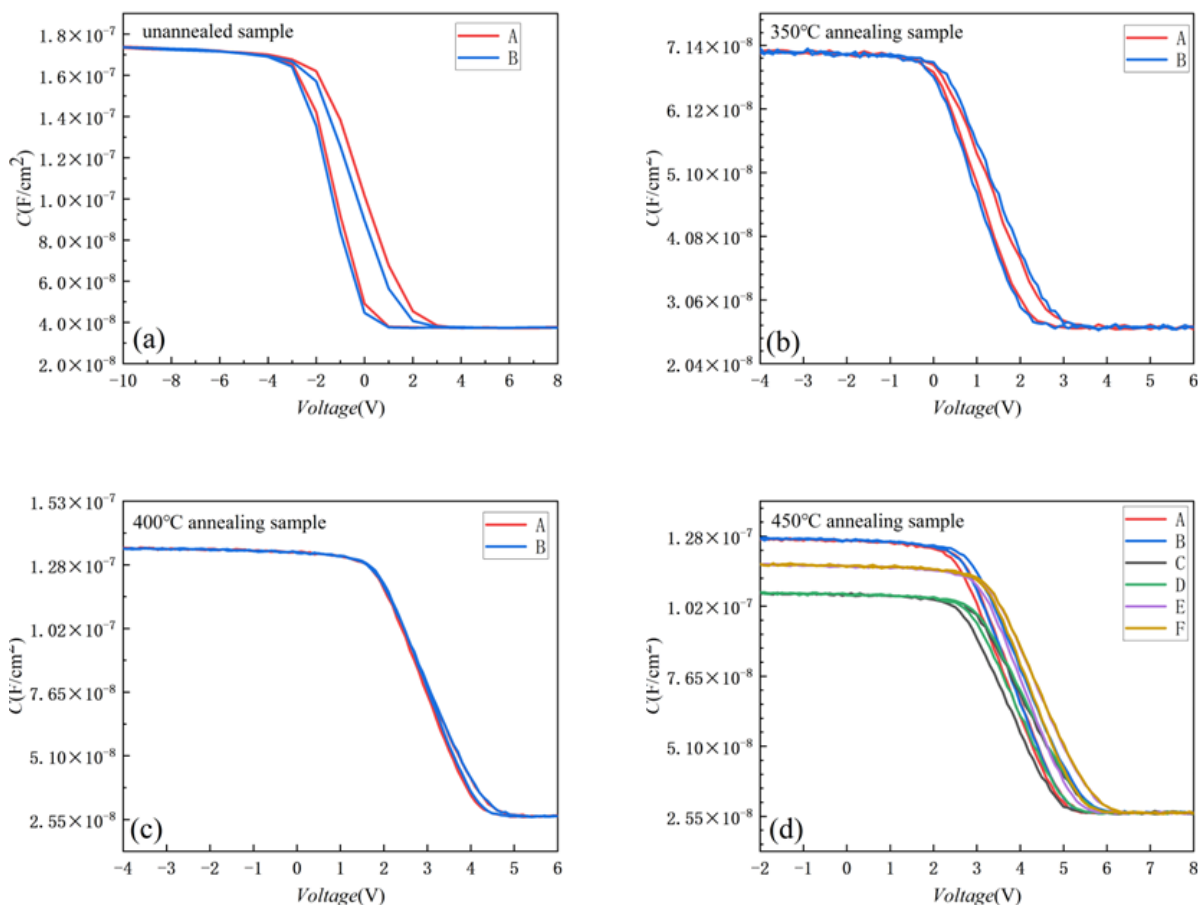 unannealed sample
A
B
1.8×10⁻⁷
1.6×10⁻⁷
1.4×10⁻⁷
1.2×10⁻⁷
1.0×10⁻⁷
8.0×10⁻⁸
6.0×10⁻⁸
4.0×10⁻⁸
2.0×10⁻⁸
C(F/cm²)
(a)
-10 -8 -6 -4 -2 0 2 4 6 8
Voltage(V)
350℃ annealing sample
A
B
7.14×10⁻⁸
6.12×10⁻⁸
5.10×10⁻⁸
4.08×10⁻⁸
3.06×10⁻⁸
2.04×10⁻⁸
C(F/cm²)
(b)
-4 -3 -2 -1 0 1 2 3 4 5 6
Voltage(V)
400℃ annealing sample
A
B
1.53×10⁻⁷
1.28×10⁻⁷
1.02×10⁻⁷
7.65×10⁻⁸
5.10×10⁻⁸
2.55×10⁻⁸
C(F/cm²)
(c)
-4 -3 -2 -1 0 1 2 3 4 5 6
Voltage(V)
450℃ annealing sample
A
B
C
D
E
F
1.28×10⁻⁷
1.02×10⁻⁷
7.65×10⁻⁸
5.10×10⁻⁸
2.55×10⁻⁸
C(F/cm²)
(d)
-2 -1 0 1 2 3 4 5 6 7 8
Voltage(V)